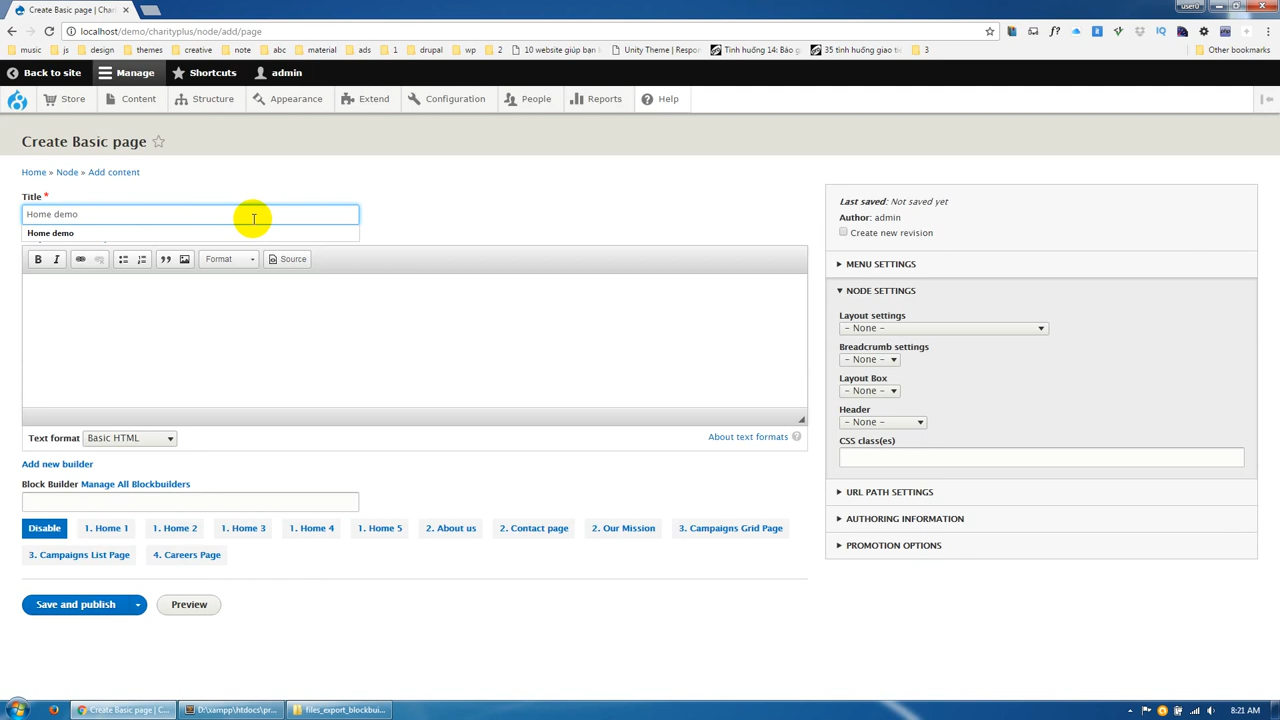 Create Basic page | Chari
user0
localhost/demo/charityplus/node/add/page
music js design themes creative note abc material ads 1 drupal wp 2 10 website giúp bạn Unity Theme | Respon Tình huống 14: Báo g 35 tình huống giao ti 3 Other bookmarks
Back to site Manage Shortcuts admin
Store Content Structure Appearance Extend Configuration People Reports Help
Create Basic page
Home » Node » Add content
Title *
Home demo
Home demo
B I Format Source
Text format Basic HTML
About text formats ?
Add new builder
Block Builder Manage All Blockbuilders
Disable 1. Home 1 1. Home 2 1. Home 3 1. Home 4 1. Home 5 2. About us 2. Contact page 2. Our Mission 3. Campaigns Grid Page
3. Campaigns List Page 4. Careers Page
Save and publish Preview
Last saved: Not saved yet
Author: admin
Create new revision
MENU SETTINGS
NODE SETTINGS
Layout settings
- None -
Breadcrumb settings
- None -
Layout Box
- None -
Header
- None -
CSS class(es)
URL PATH SETTINGS
AUTHORING INFORMATION
PROMOTION OPTIONS
Create Basic page | C... D:\xampp\htdocs\pr... files_export_blockbui... 8:21 AM